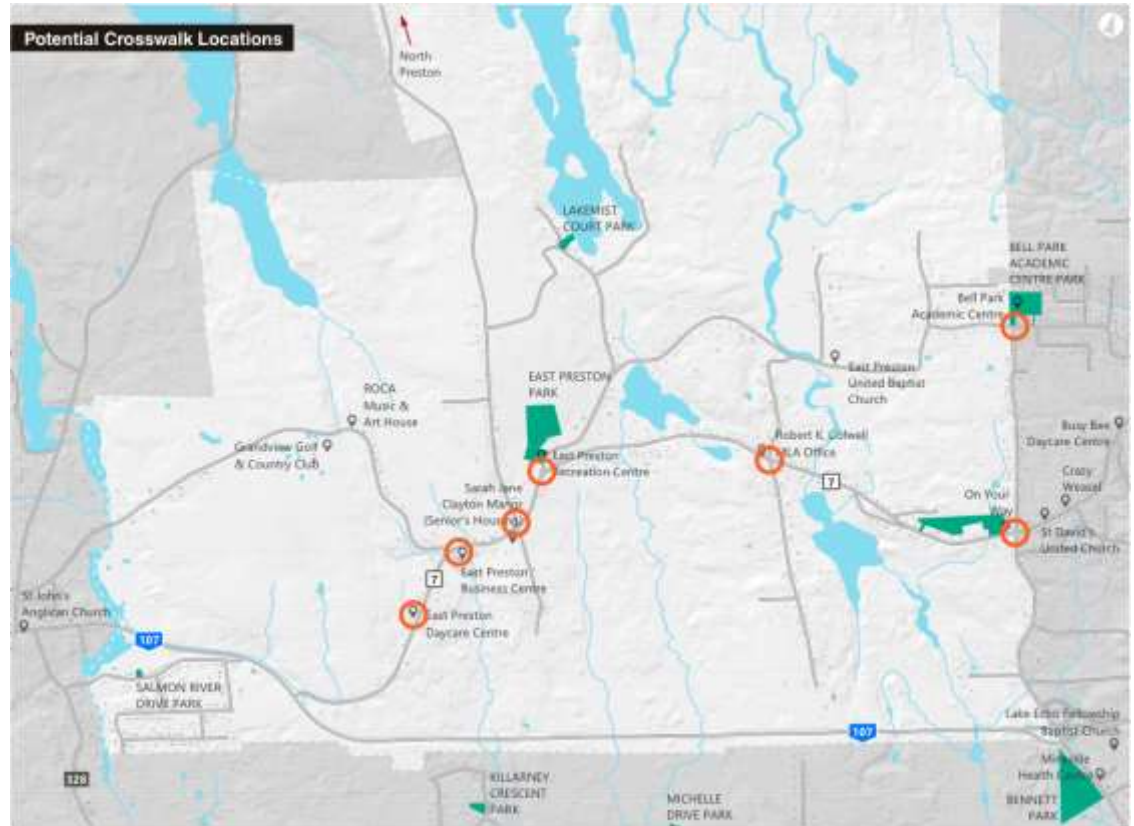 Potential Crosswalk Locations
North
Preston
LAKEMIST
COURT PARK
BELL PARK
ACADEMIC
CENTRE PARK
Bell Park
Academic Centre
EAST PRESTON
PARK
East Preston
United Baptist
Church
ROCA
Music &
Art House
Grandview Golf
& Country Club
Busy Bee
Daycare Centre
Robert K. Colwell
MLA Office
East Preston
Recreation Centre
Sarah Jane
Clayton Manor
(Senior's Housing)
7
Crazy
Weasel
On Your
Way
St David's
United Church
East Preston
Business Centre
7
St John's
Anglican Church
East Preston
Daycare Centre
107
SALMON RIVER
DRIVE PARK
Lake Echo Fellowship
Baptist Church
107
Health Centre
128
KILLARNEY
CRESCENT
PARK
MICHELLE
DRIVE PARK
BENNETT
PARK